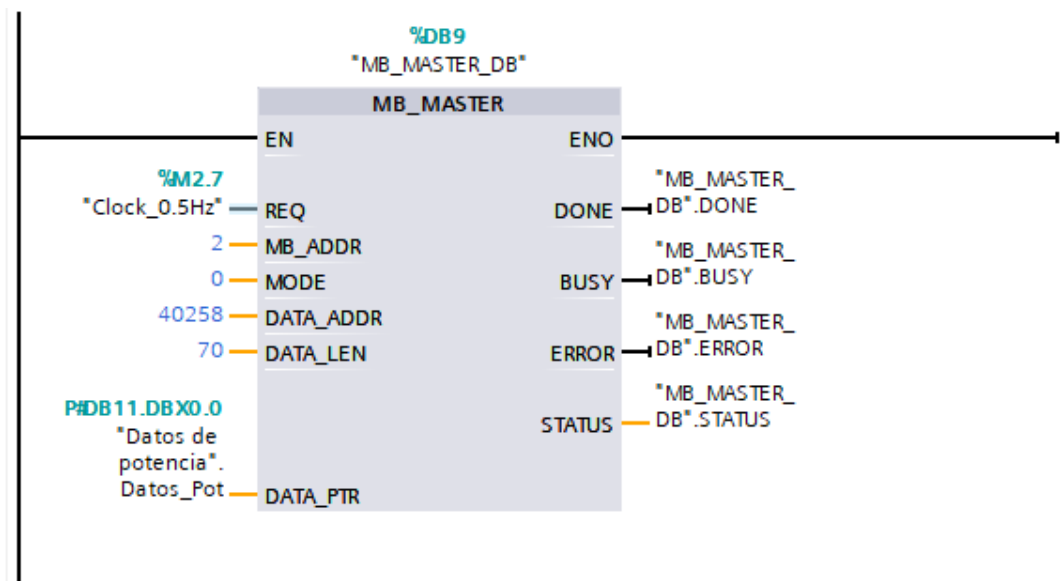 %DB9
"MB_MASTER_DB"
MB_MASTER
EN
ENO
%M2.7
"Clock_0.5Hz"
REQ
"MB_MASTER_
DB".DONE
DONE
2
MB_ADDR
"MB_MASTER_
DB".BUSY
0
MODE
BUSY
40258
DATA_ADDR
"MB_MASTER_
DB".ERROR
70
DATA_LEN
ERROR
"MB_MASTER_
DB".STATUS
STATUS
P#DB11.DBX0.0
"Datos de
potencia".
Datos_Pot
DATA_PTR